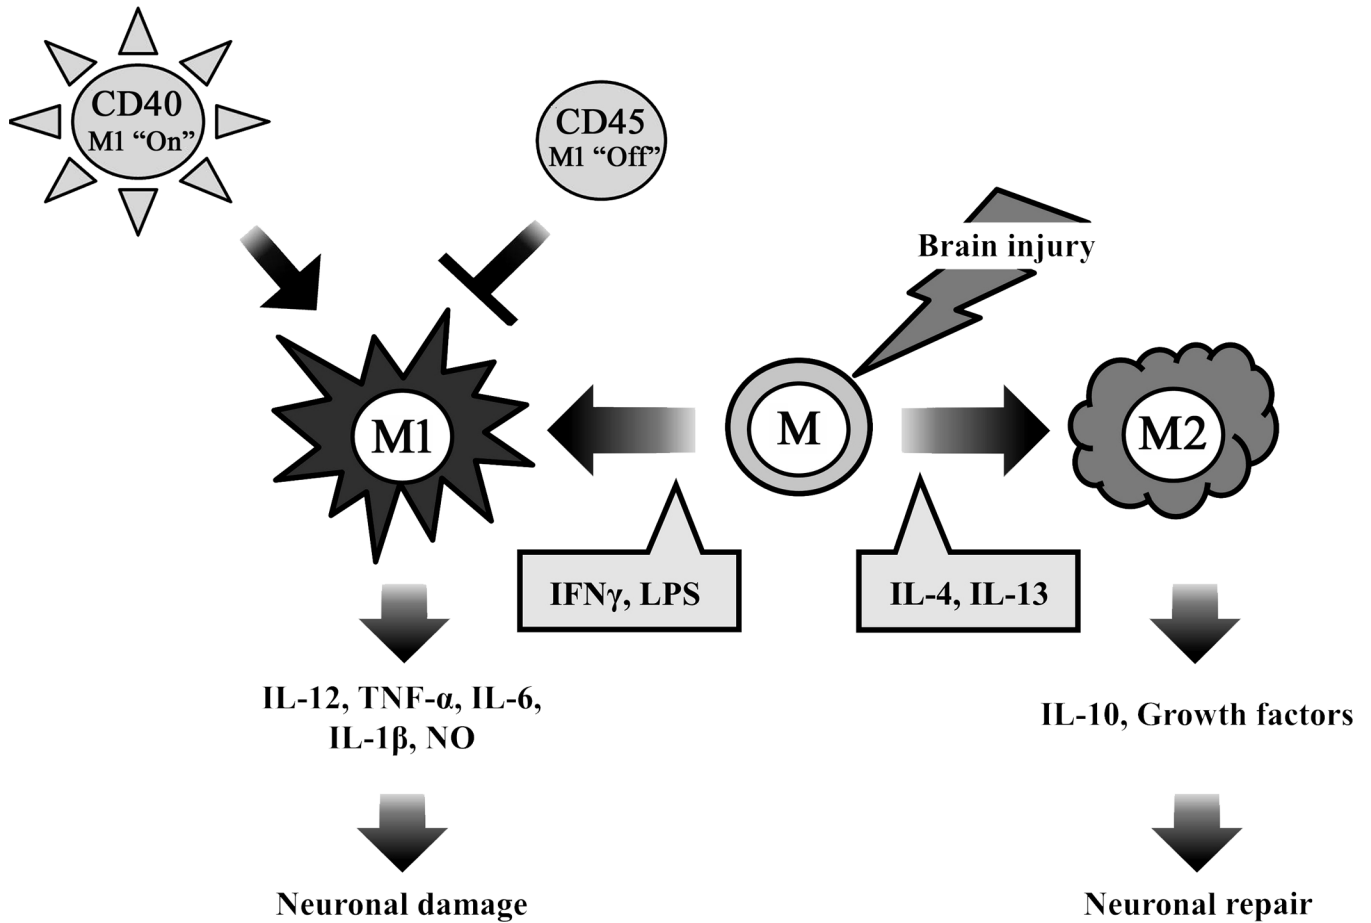 CD40
M1 “On”
CD45
M1 “Off”
Brain injury
M1
M
M2
IFNγ, LPS
IL-4, IL-13
IL-12, TNF-α, IL-6,
IL-1β, NO
IL-10, Growth factors
Neuronal damage
Neuronal repair